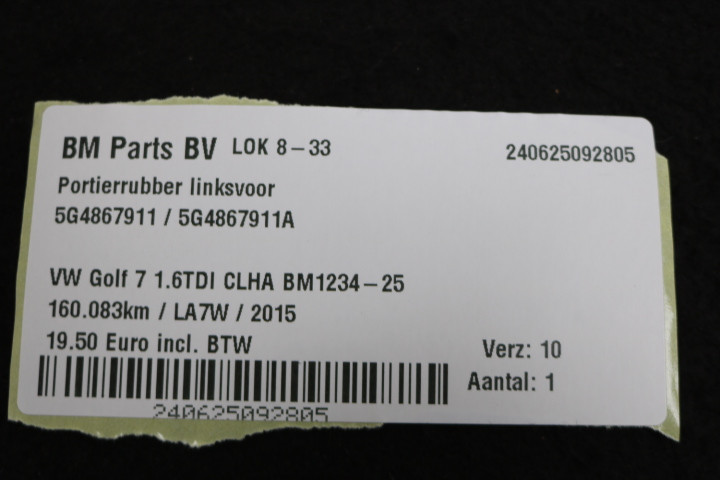 BM Parts BV LOK 8-33 240625092805
Portierrubber linksvoor
5G4867911 / 5G4867911A
VW Golf 7 1.6TDI CLHA BM1234-25
160.083km / LA7W / 2015
19.50 Euro incl. BTW
Verz: 10
Aantal: 1
240625092805